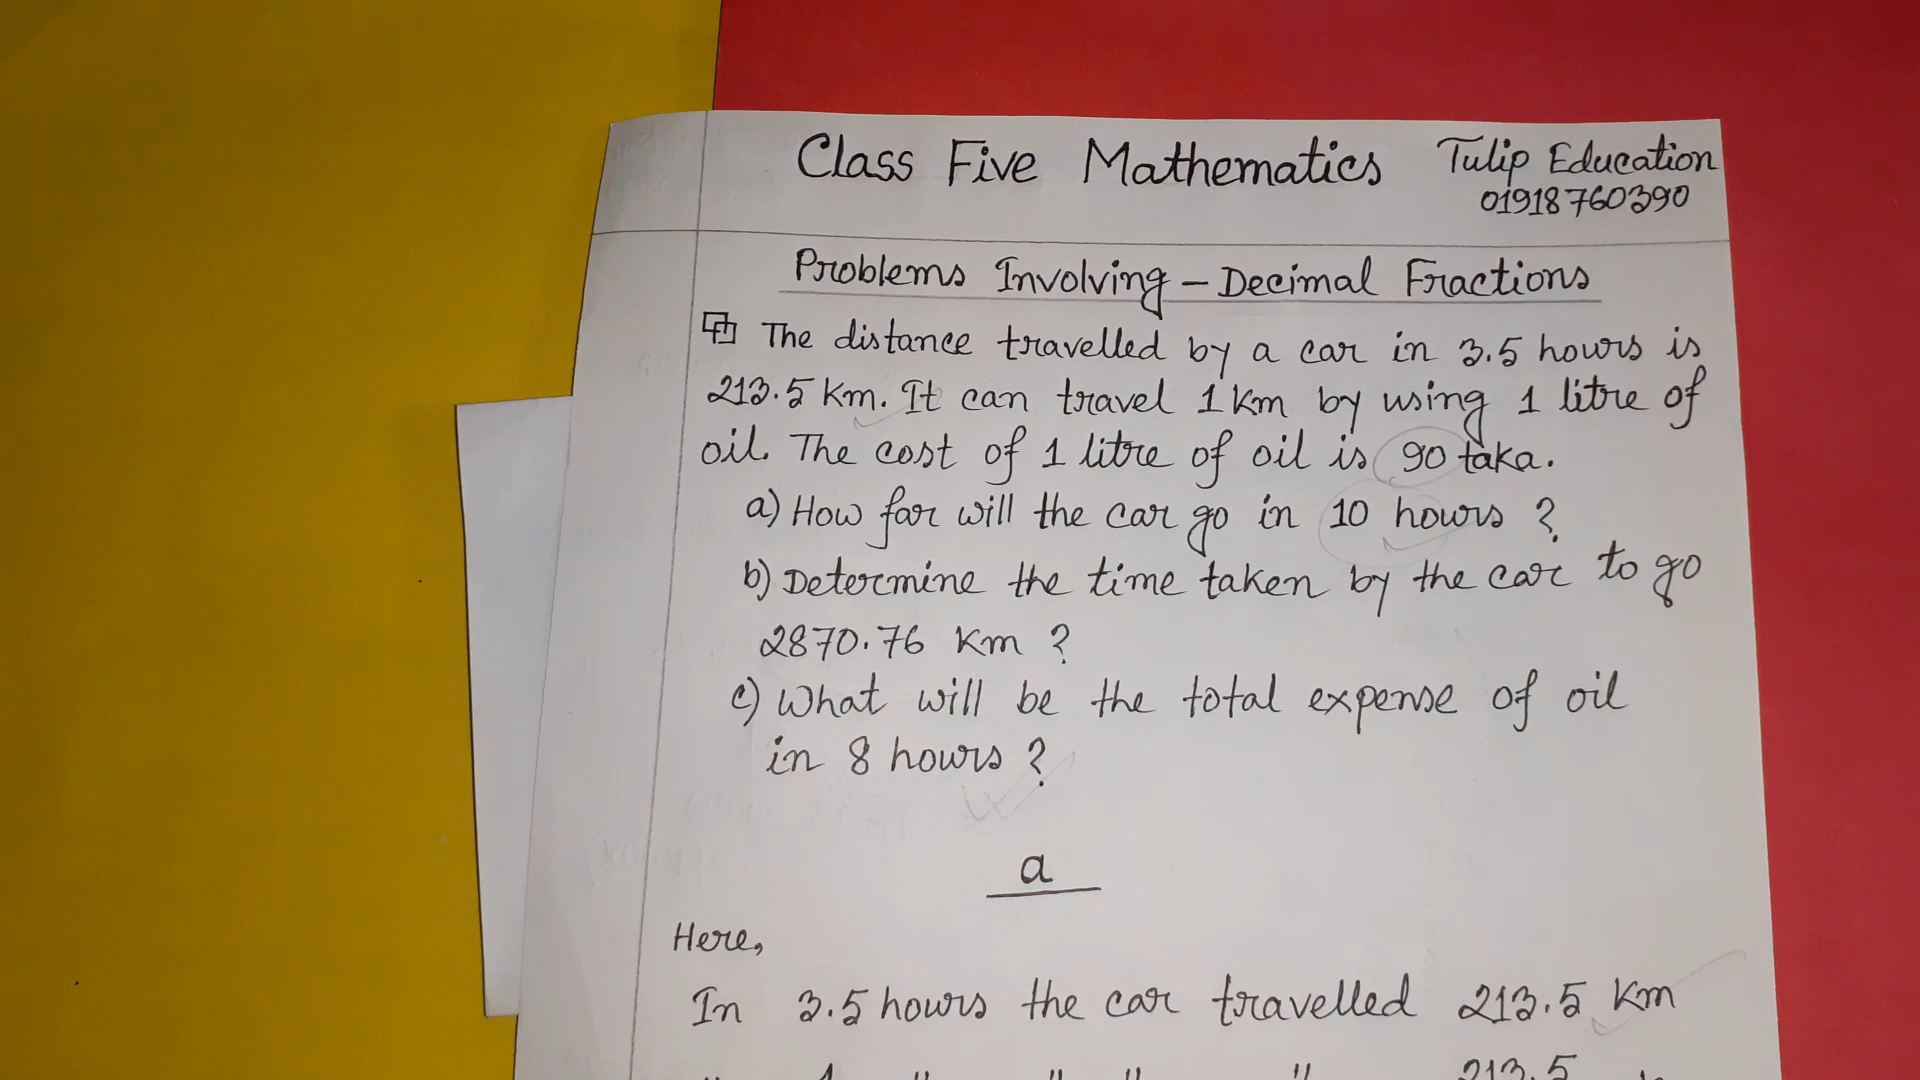 Class Five Mathematics Tulip Education
01918760390
Problems Involving – Decimal Fractions
The distance travelled by a car in 3.5 hours is
213.5 Km. It can travel 1 Km by using 1 litre of
oil. The cost of 1 litre of oil is 90 taka.
a) How far will the car go in 10 hours ?
b) Determine the time taken by the car to go
2870.76 Km ?
c) What will be the total expense of oil
in 8 hours ?
a
Here,
In 3.5 hours the car travelled 213.5 Km
" 1 " " " " 213.5